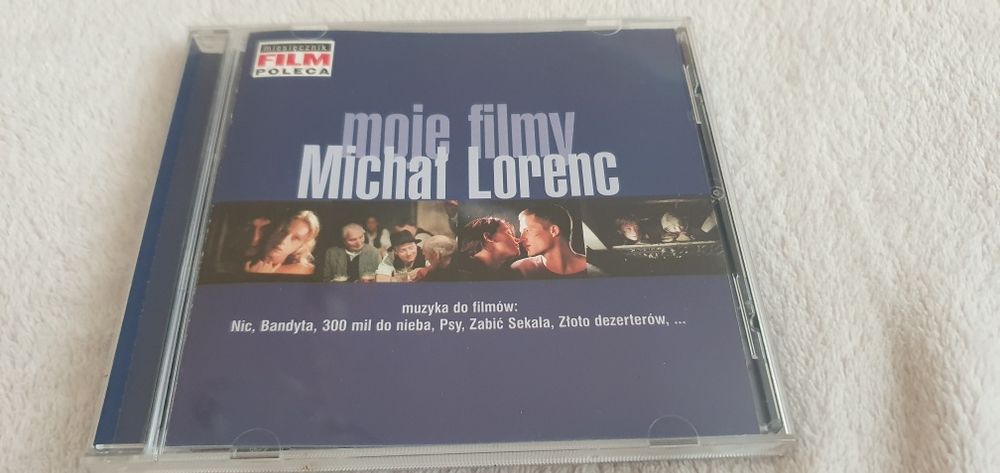 miesięcznik
FILM
POLECA
moje filmy
Michał Lorenc
muzyka do filmów:
Nic, Bandyta, 300 mil do nieba, Psy, Zabić Sekala, Złoto dezerterów, ...